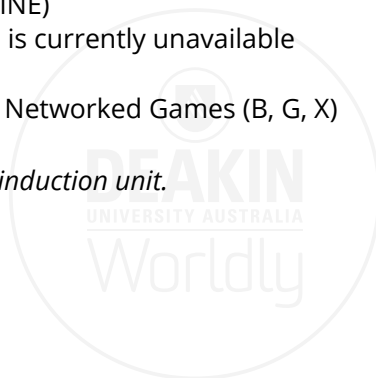 INE)
is currently unavailable
Networked Games (B, G, X)
induction unit.
DEAKIN
UNIVERSITY AUSTRALIA
Worldly